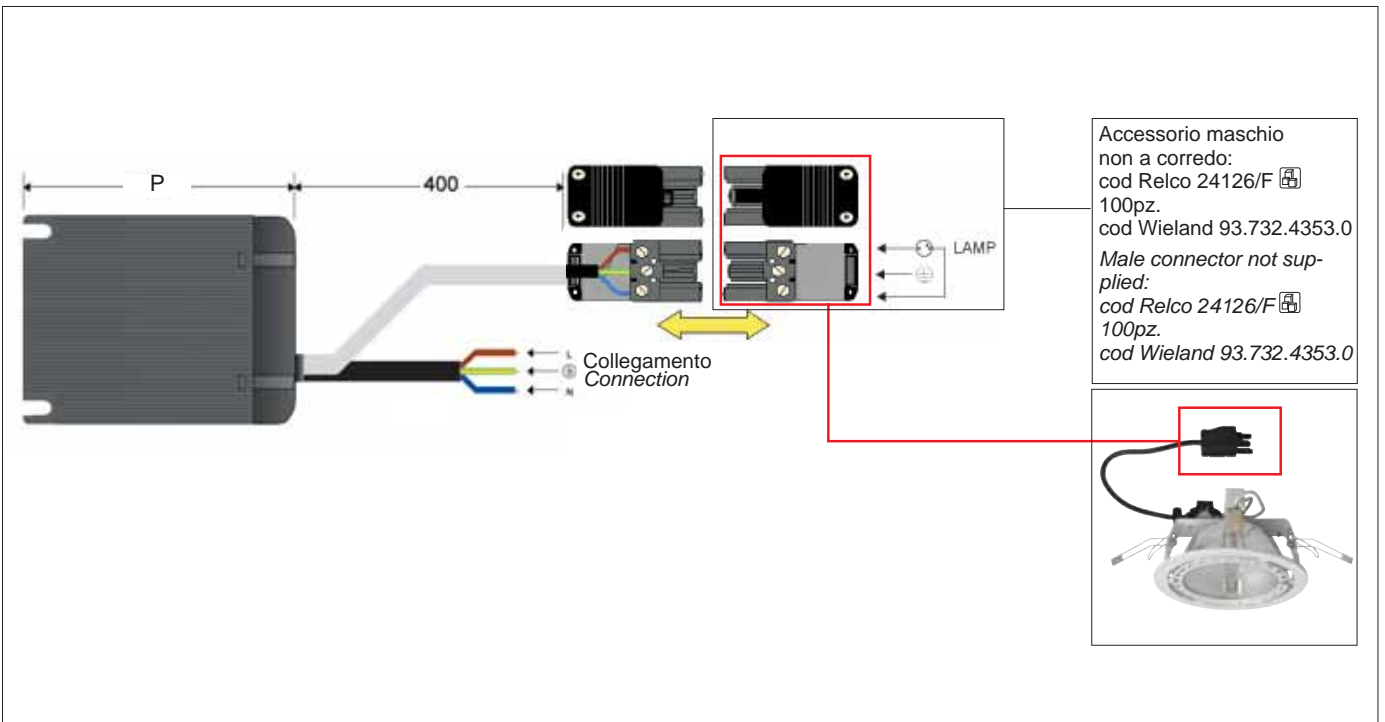 P
400
LAMP
L
Collegamento
Connection
N
Accessorio maschio
non a corredo:
cod Relco 24126/F
100pz.
cod Wieland 93.732.4353.0
Male connector not sup-
plied:
cod Relco 24126/F
100pz.
cod Wieland 93.732.4353.0